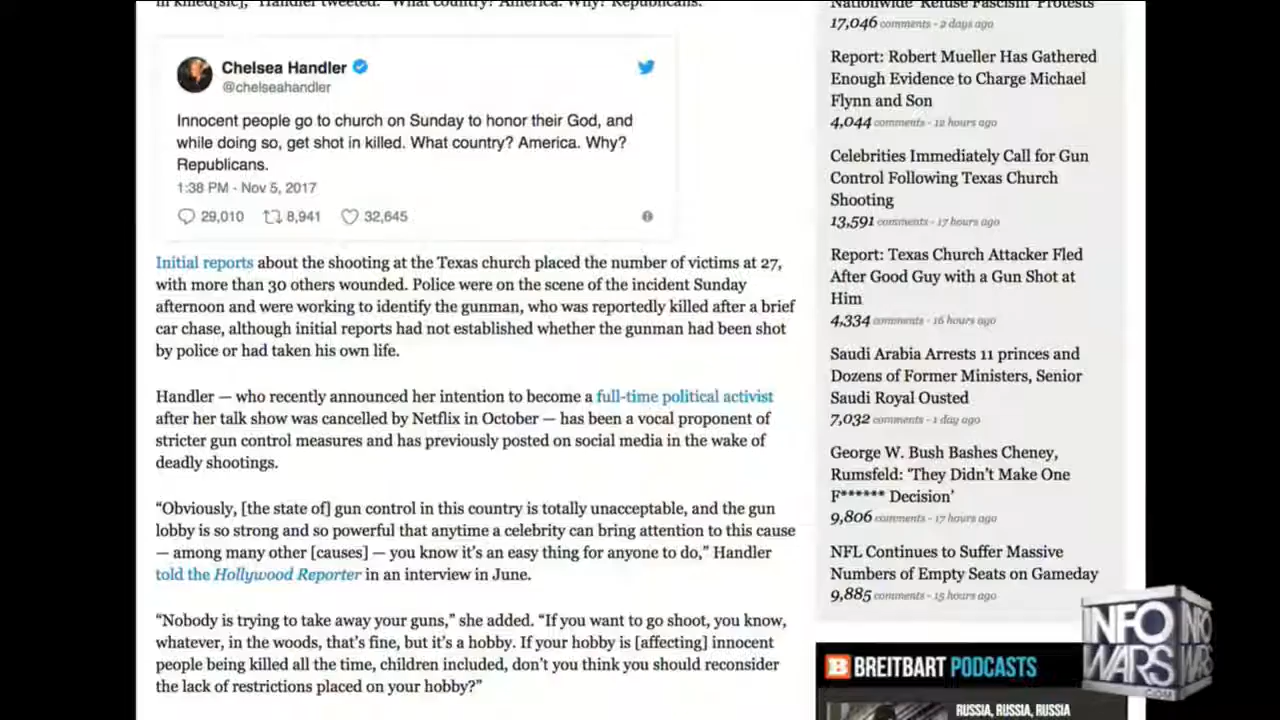 in killed[sic], Handler tweeted. "What country? America. Why? Republicans.
Chelsea Handler
@chelseahandler
Innocent people go to church on Sunday to honor their God, and
while doing so, get shot in killed. What country? America. Why?
Republicans.
1:38 PM - Nov 5, 2017
29,010 8,941 32,645
Initial reports about the shooting at the Texas church placed the number of victims at 27,
with more than 30 others wounded. Police were on the scene of the incident Sunday
afternoon and were working to identify the gunman, who was reportedly killed after a brief
car chase, although initial reports had not established whether the gunman had been shot
by police or had taken his own life.
Handler — who recently announced her intention to become a full-time political activist
after her talk show was cancelled by Netflix in October — has been a vocal proponent of
stricter gun control measures and has previously posted on social media in the wake of
deadly shootings.
“Obviously, [the state of] gun control in this country is totally unacceptable, and the gun
lobby is so strong and so powerful that anytime a celebrity can bring attention to this cause
— among many other [causes] — you know it’s an easy thing for anyone to do,” Handler
told the Hollywood Reporter in an interview in June.
“Nobody is trying to take away your guns,” she added. “If you want to go shoot, you know,
whatever, in the woods, that’s fine, but it’s a hobby. If your hobby is [affecting] innocent
people being killed all the time, children included, don’t you think you should reconsider
the lack of restrictions placed on your hobby?”
Nationwide ‘Refuse Fascism’ Protests
17,046 comments - 2 days ago
Report: Robert Mueller Has Gathered
Enough Evidence to Charge Michael
Flynn and Son
4,044 comments - 12 hours ago
Celebrities Immediately Call for Gun
Control Following Texas Church
Shooting
13,591 comments - 17 hours ago
Report: Texas Church Attacker Fled
After Good Guy with a Gun Shot at
Him
4,334 comments - 16 hours ago
Saudi Arabia Arrests 11 princes and
Dozens of Former Ministers, Senior
Saudi Royal Ousted
7,032 comments - 1 day ago
George W. Bush Bashes Cheney,
Rumsfeld: ‘They Didn’t Make One
F****** Decision’
9,806 comments - 17 hours ago
NFL Continues to Suffer Massive
Numbers of Empty Seats on Gameday
9,885 comments - 15 hours ago
B BREITBART PODCASTS
RUSSIA, RUSSIA, RUSSIA
INFO
WARS
.COM